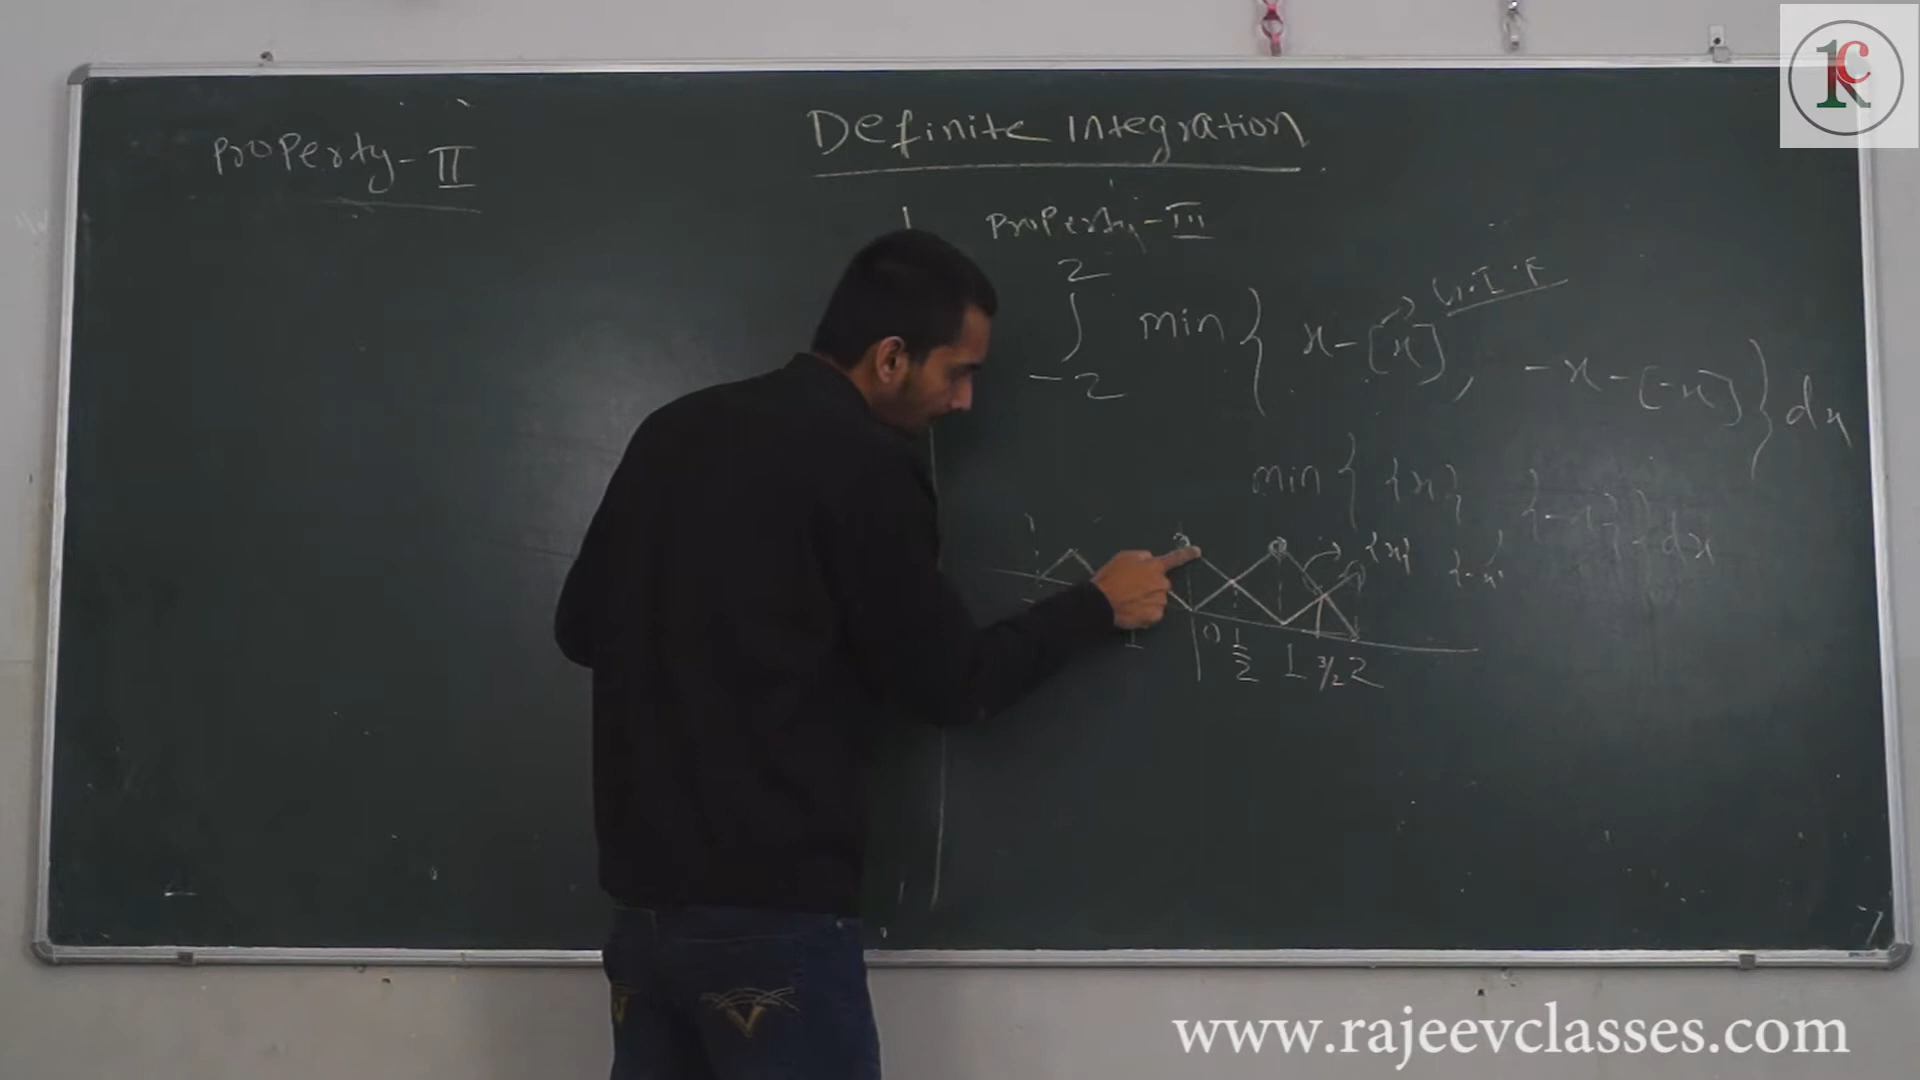 Definite Integration
Property-II
Property-III
2
∫ min { x-[x], -x-[-x] } dx
-2
G.I.F
min { {x} {-x} } dx
{x} {-x}
0 1/2 1 3/2 2
www.rajeevclasses.com